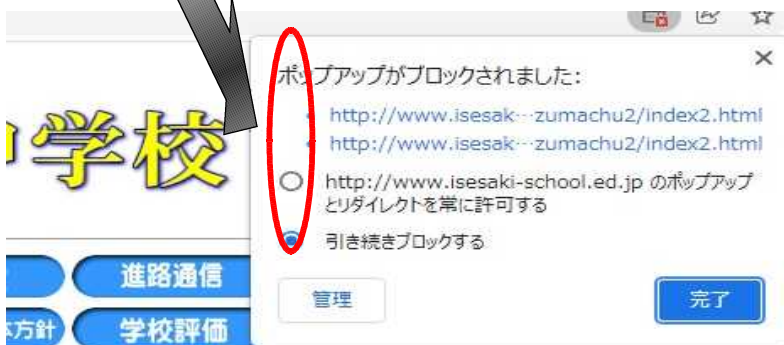 ポップアップがブロックされました:
http://www.isesak…zumachu2/index2.html
http://www.isesak…zumachu2/index2.html
http://www.isesaki-school.ed.jp のポップアップ
とリダイレクトを常に許可する
引き続きブロックする
管理
完了
学校
進路通信
方針
学校評価